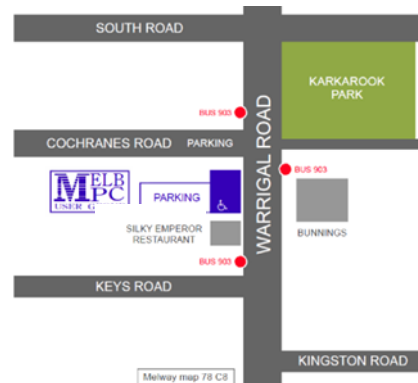 SOUTH ROAD
KARKAROOK
PARK
BUS 903
WARRIGAL ROAD
COCHRANES ROAD
PARKING
BUS 903
MELB
PC
USER G
PARKING
SILKY EMPEROR
RESTAURANT
BUNNINGS
BUS 903
KEYS ROAD
KINGSTON ROAD
Melway map 78 C8